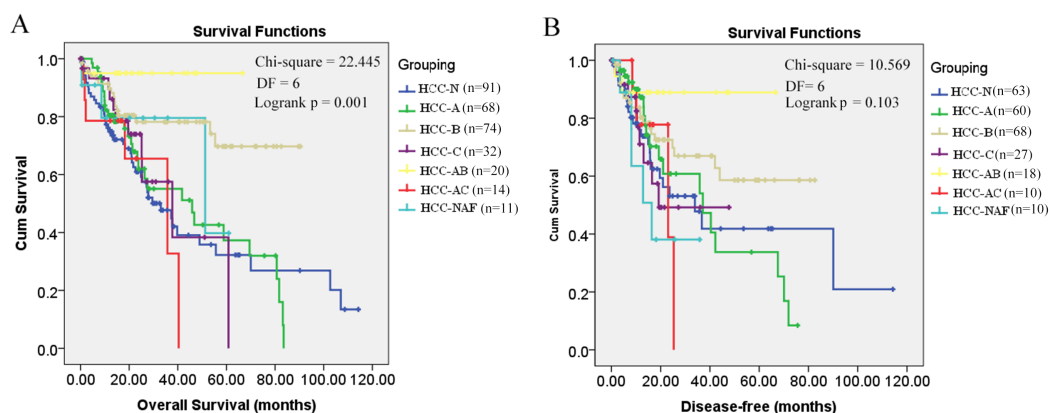 A
Survival Functions
Chi-square = 22.445
DF = 6
Logrank p = 0.001
Cum Survival
1.0
0.8
0.6
0.4
0.2
0.0
.00 20.00 40.00 60.00 80.00 100.00 120.00
Overall Survival (months)
Grouping
HCC-N (n=91)
HCC-A (n=68)
HCC-B (n=74)
HCC-C (n=32)
HCC-AB (n=20)
HCC-AC (n=14)
HCC-NAF (n=11)
B
Survival Functions
Chi-square = 10.569
DF= 6
Logrank p = 0.103
Cum Survival
1.0
0.8
0.6
0.4
0.2
0.0
.00 20.00 40.00 60.00 80.00 100.00 120.00
Disease-free (months)
Grouping
HCC-N (n=63)
HCC-A (n=60)
HCC-B (n=68)
HCC-C (n=27)
HCC-AB (n=18)
HCC-AC (n=10)
HCC-NAF (n=10)